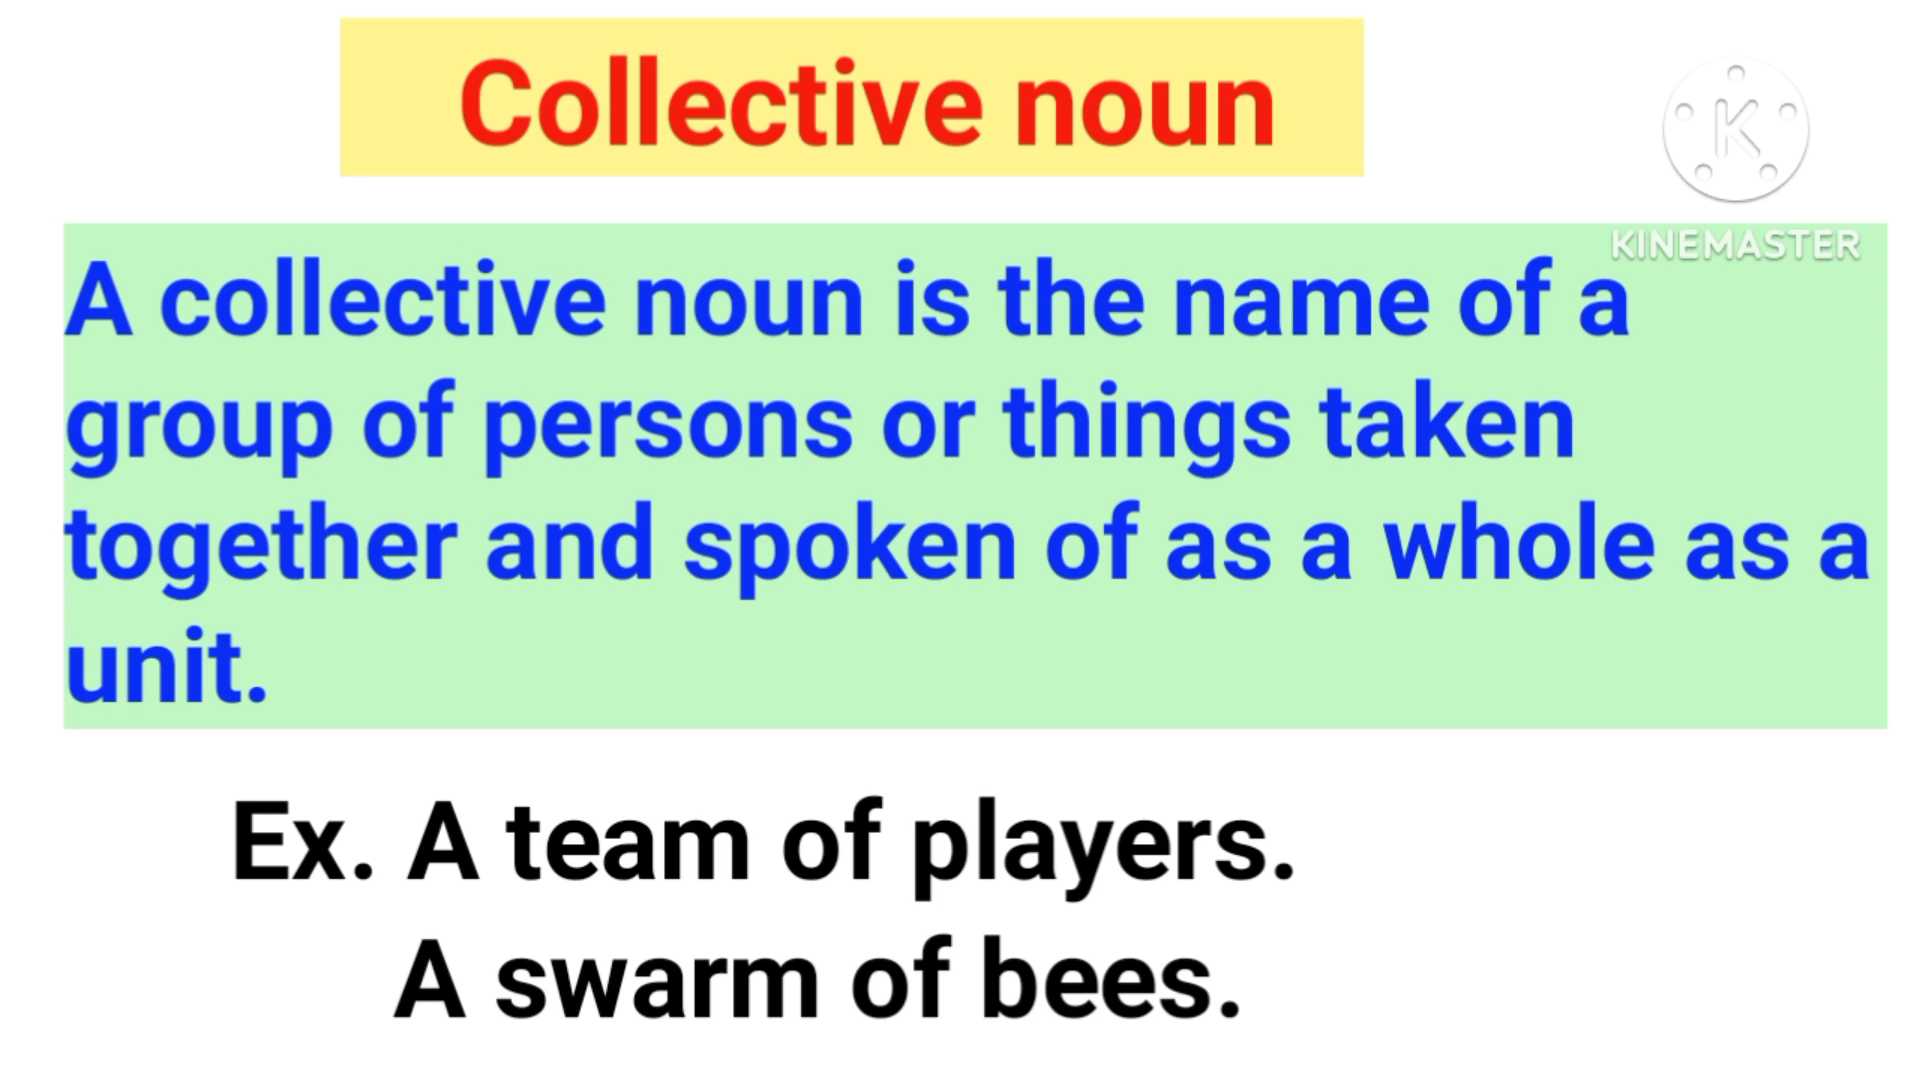 Collective noun
K
KINEMASTER
A collective noun is the name of a
group of persons or things taken
together and spoken of as a whole as a
unit.
Ex. A team of players.
A swarm of bees.